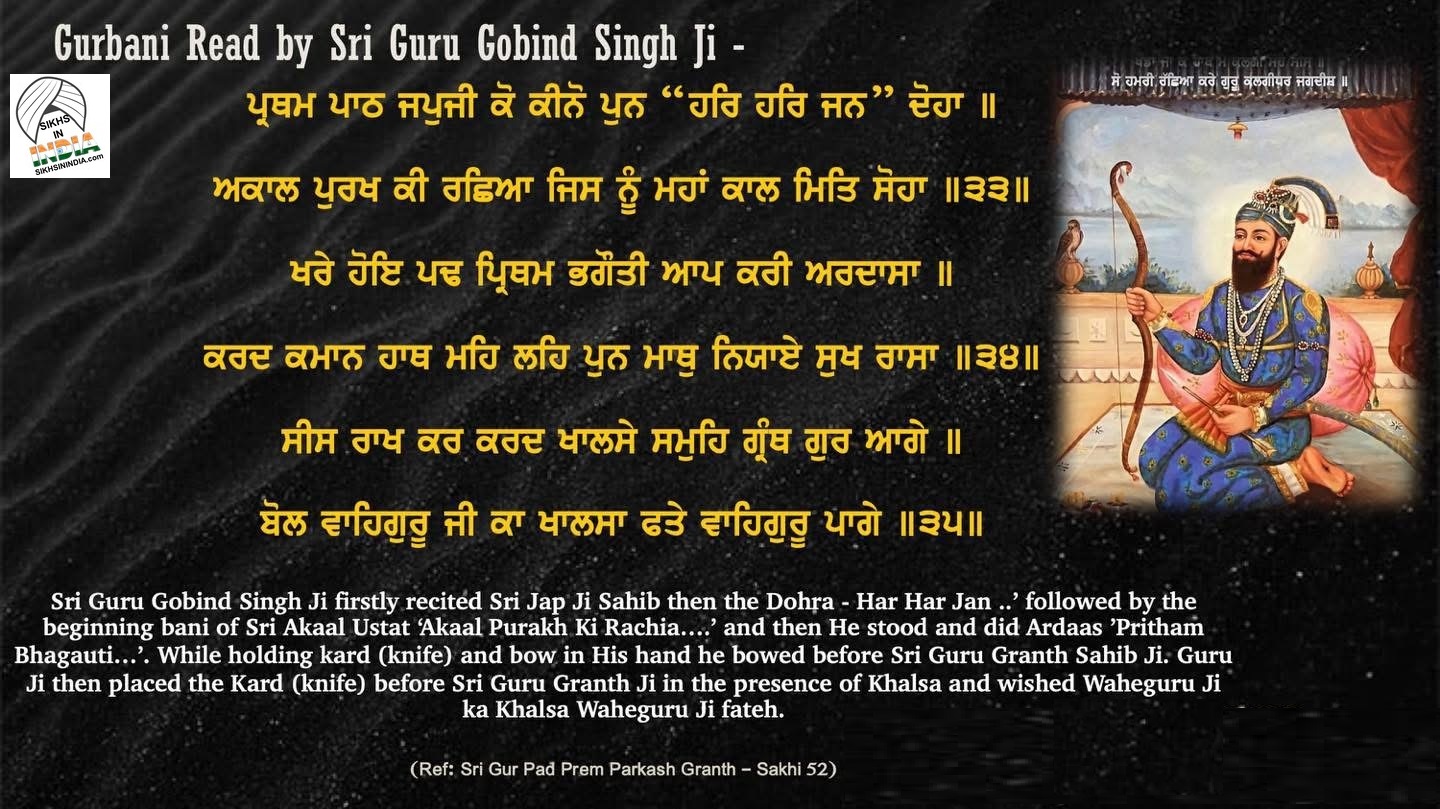 Gurbani Read by Sri Guru Gobind Singh Ji -
SIKHS
IN
INDIA
SIKHSININDIA.com
ਸੋ ਹਮਰੀ ਰੱਛਿਆ ਕਰੇ ਗੁਰੂ ਕਲਗੀਧਰ ਜਗਦੀਸ਼ ॥
ਪ੍ਰਥਮ ਪਾਠ ਜਪੁਜੀ ਕੋ ਕੀਨੋ ਪੁਨ “ਹਰਿ ਹਰਿ ਜਨ” ਦੋਹਾ ॥
ਅਕਾਲ ਪੁਰਖ ਕੀ ਰਛਿਆ ਜਿਸ ਨੂੰ ਮਹਾਂ ਕਾਲ ਮਿਤਿ ਸੋਹਾ ॥੩੩॥
ਖਰੇ ਹੋਇ ਪਢ ਪ੍ਰਿਥਮ ਭਗੌਤੀ ਆਪ ਕਰੀ ਅਰਦਾਸਾ ॥
ਕਰਦ ਕਮਾਨ ਹਾਥ ਮਹਿ ਲਹਿ ਪੁਨ ਮਾਥੁ ਨਿਯਾਏ ਸੁਖ ਰਾਸਾ ॥੩੪॥
ਸੀਸ ਰਾਖ ਕਰ ਕਰਦ ਖਾਲਸੇ ਸਮੁਹਿ ਗ੍ਰੰਥ ਗੁਰ ਆਗੇ ॥
ਬੋਲ ਵਾਹਿਗੁਰੂ ਜੀ ਕਾ ਖਾਲਸਾ ਫਤੇ ਵਾਹਿਗੁਰੂ ਪਾਗੇ ॥੩੫॥
Sri Guru Gobind Singh Ji firstly recited Sri Jap Ji Sahib then the Dohra - Har Har Jan ..’ followed by the
beginning bani of Sri Akaal Ustat ‘Akaal Purakh Ki Rachia....’ and then He stood and did Ardaas ’Pritham
Bhagauti...’. While holding kard (knife) and bow in His hand he bowed before Sri Guru Granth Sahib Ji. Guru
Ji then placed the Kard (knife) before Sri Guru Granth Ji in the presence of Khalsa and wished Waheguru Ji
ka Khalsa Waheguru Ji fateh.
(Ref: Sri Gur Pad Prem Parkash Granth – Sakhi 52)